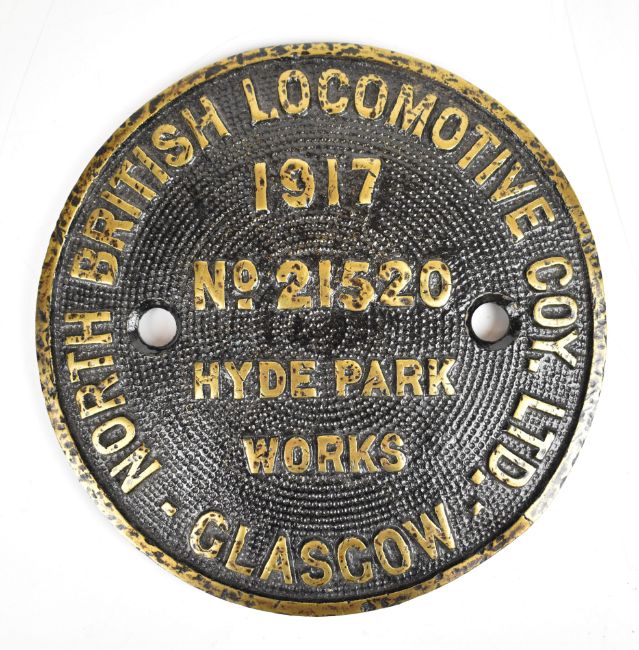 NORTH BRITISH LOCOMOTIVE COY. LTD.
1917
No 21520
HYDE PARK
WORKS
- GLASGOW -